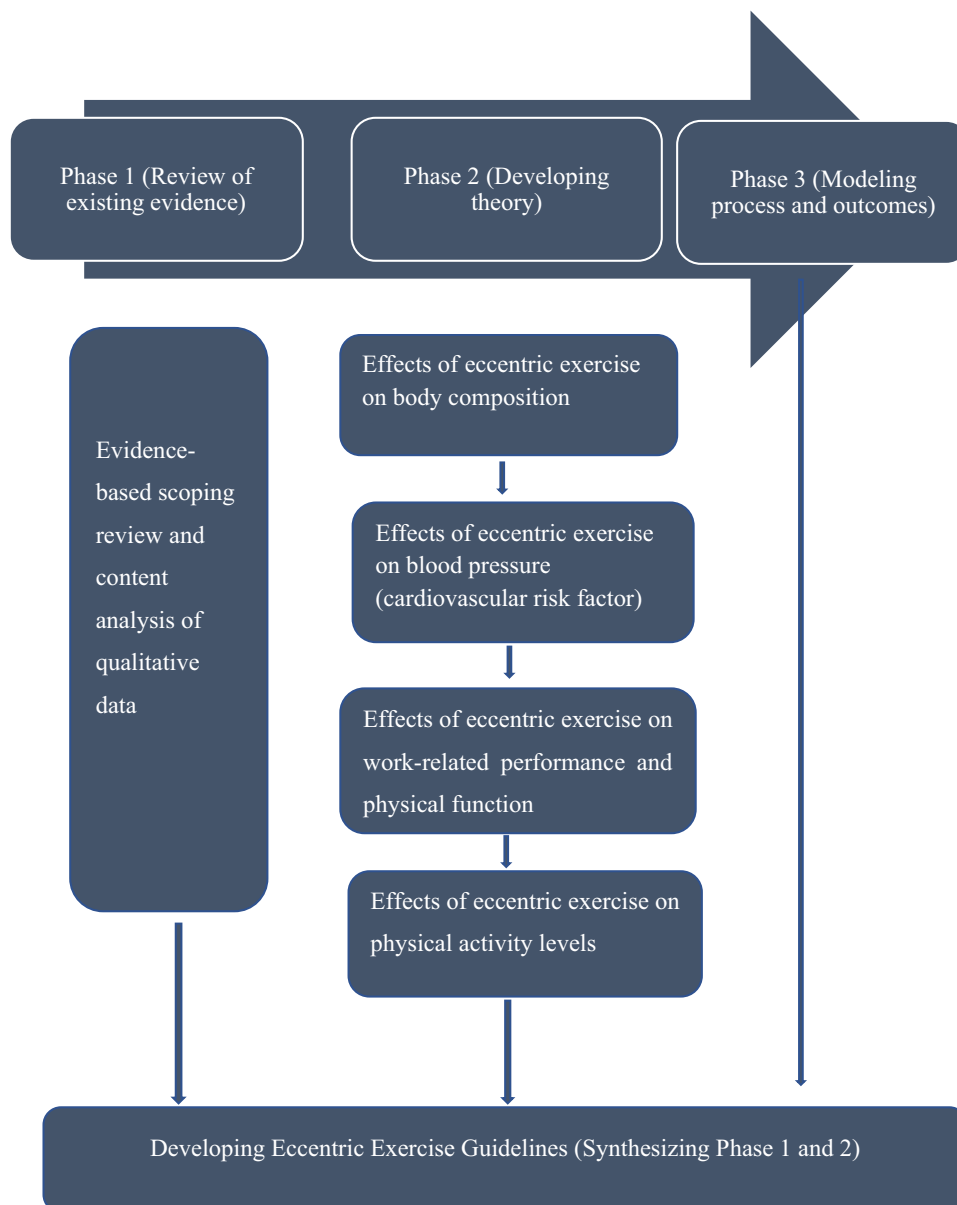 Phase 1 (Review of
existing evidence)
Phase 2 (Developing
theory)
Phase 3 (Modeling
process and outcomes)
Evidence-
based scoping
review and
content
analysis of
qualitative
data
Effects of eccentric exercise
on body composition
Effects of eccentric exercise
on blood pressure
(cardiovascular risk factor)
Effects of eccentric exercise on
work-related performance and
physical function
Effects of eccentric exercise on
physical activity levels
Developing Eccentric Exercise Guidelines (Synthesizing Phase 1 and 2)